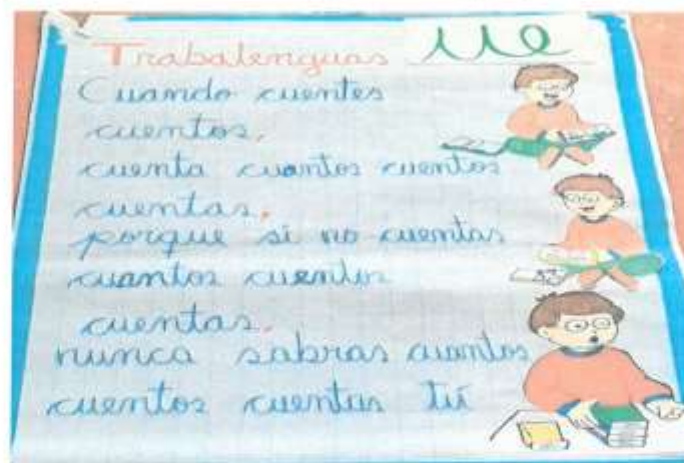 Trabalenguas ue
Cuando cuentes
cuentos,
cuenta cuantos cuentos
cuentas,
porque si no cuentas
cuantos cuentos
cuentas,
nunca sabras cuantos
cuentos cuentas tú